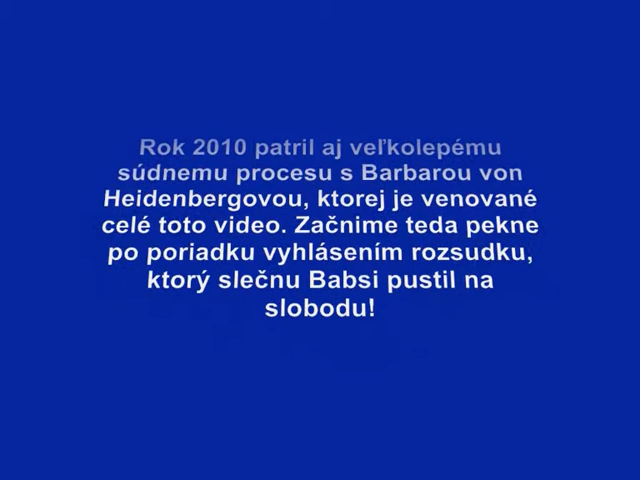 Rok 2010 patril aj veľkolepému
súdnemu procesu s Barbarou von
Heidenbergovou, ktorej je venované
celé toto video. Začnime teda pekne
po poriadku vyhlásením rozsudku,
ktorý slečnu Babsi pustil na
slobodu!